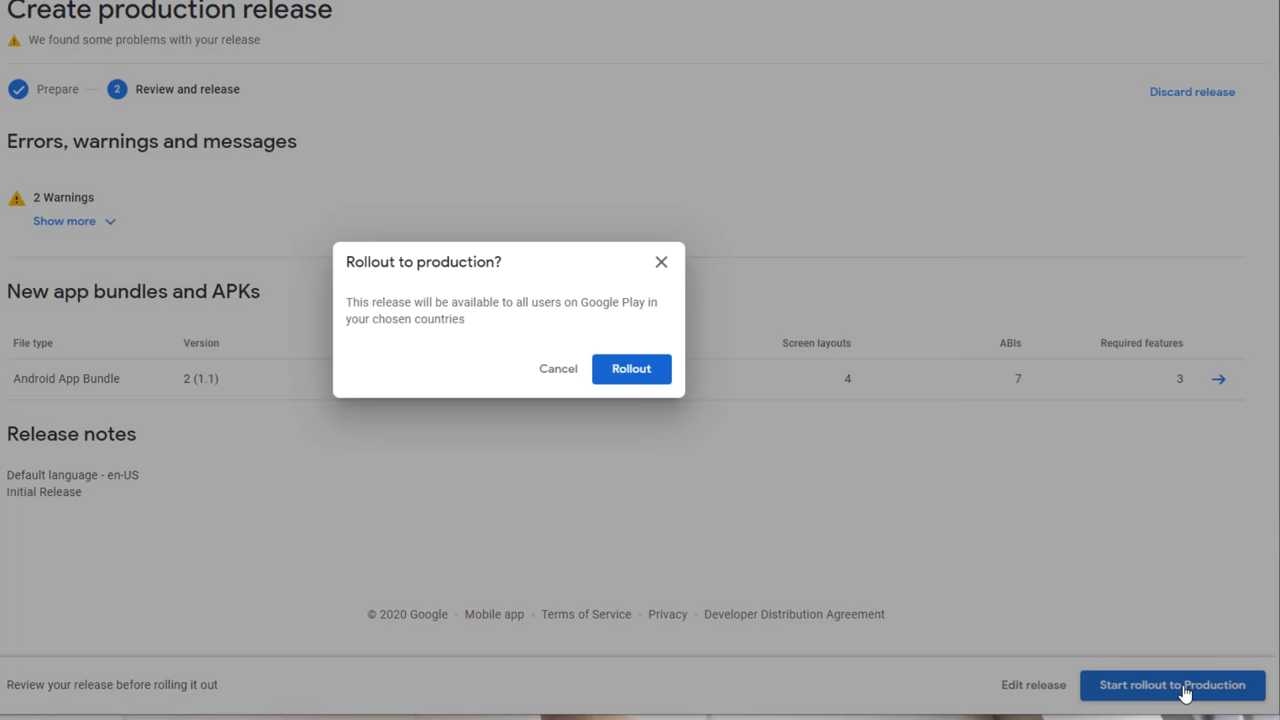 Create production release
We found some problems with your release
Prepare
2 Review and release
Discard release
Errors, warnings and messages
2 Warnings
Show more
Rollout to production?
This release will be available to all users on Google Play in
your chosen countries
Cancel Rollout
New app bundles and APKs
File type Version Screen layouts ABIs Required features
Android App Bundle 2 (1.1) 4 7 3
Release notes
Default language - en-US
Initial Release
© 2020 Google · Mobile app · Terms of Service · Privacy · Developer Distribution Agreement
Review your release before rolling it out
Edit release
Start rollout to Production